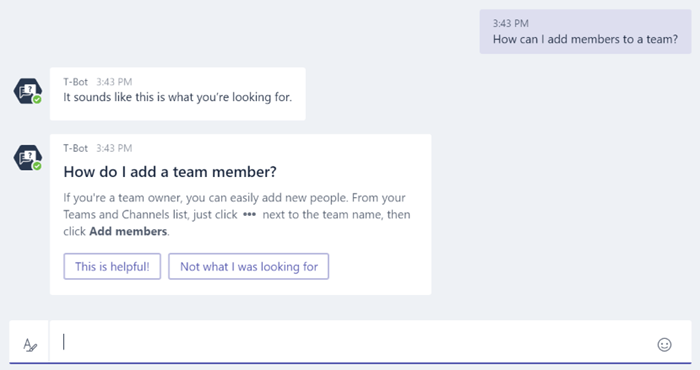 3:43 PM
How can I add members to a team?
T-Bot 3:43 PM
It sounds like this is what you're looking for.
T-Bot 3:43 PM
How do I add a team member?
If you're a team owner, you can easily add new people. From your
Teams and Channels list, just click ••• next to the team name, then
click Add members.
This is helpful! Not what I was looking for